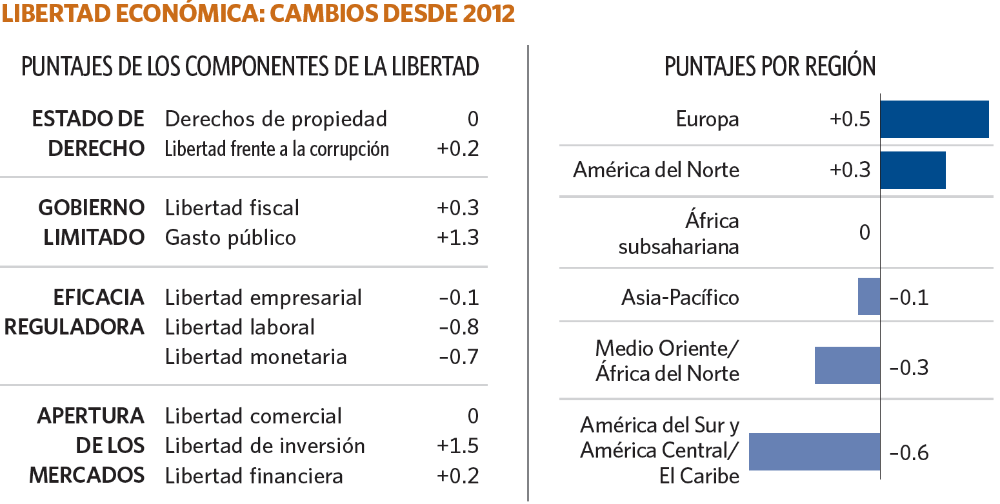 LIBERTAD ECONÓMICA: CAMBIOS DESDE 2012
PUNTAJES DE LOS COMPONENTES DE LA LIBERTAD
ESTADO DE Derechos de propiedad 0
DERECHO Libertad frente a la corrupción +0.2
GOBIERNO Libertad fiscal +0.3
LIMITADO Gasto público +1.3
EFICACIA Libertad empresarial –0.1
REGULADORA Libertad laboral –0.8
Libertad monetaria –0.7
APERTURA Libertad comercial 0
DE LOS Libertad de inversión +1.5
MERCADOS Libertad financiera +0.2
PUNTAJES POR REGIÓN
Europa +0.5
América del Norte +0.3
África
subsahariana 0
Asia-Pacífico –0.1
Medio Oriente/
África del Norte –0.3
América del Sur y
América Central/ –0.6
El Caribe